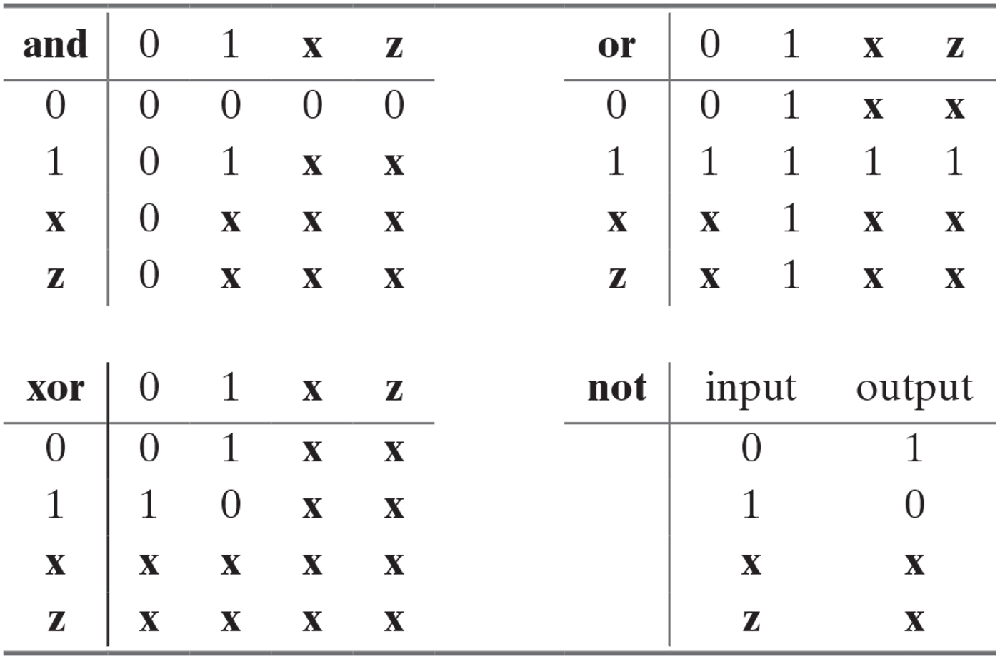 and 0 1 x z
0 0 0 0 0
1 0 1 x x
x 0 x x x
z 0 x x x
or 0 1 x z
0 0 1 x x
1 1 1 1 1
x x 1 x x
z x 1 x x
xor 0 1 x z
0 0 1 x x
1 1 0 x x
x x x x x
z x x x x
not input output
0 1
1 0
x x
z x